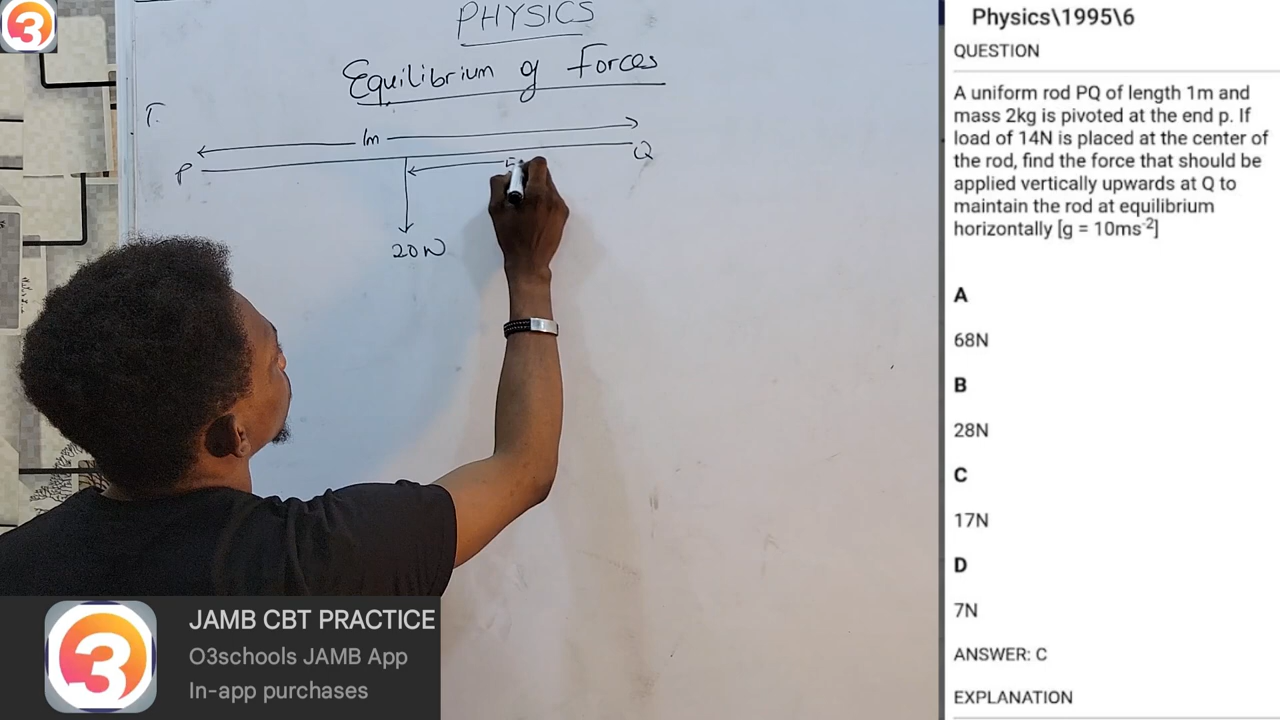 3
PHYSICS
Equilibrium of Forces
1m
P
Q
20N
3
JAMB CBT PRACTICE
O3schools JAMB App
In-app purchases
Physics\1995\6
QUESTION
A uniform rod PQ of length 1m and
mass 2kg is pivoted at the end p. If
load of 14N is placed at the center of
the rod, find the force that should be
applied vertically upwards at Q to
maintain the rod at equilibrium
horizontally [g = 10ms⁻²]
A
68N
B
28N
C
17N
D
7N
ANSWER: C
EXPLANATION